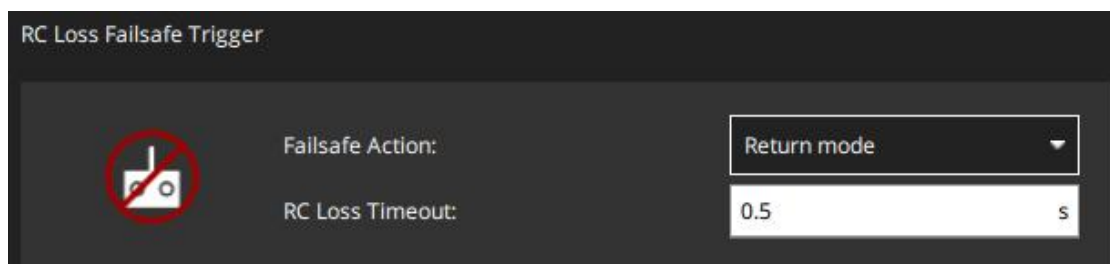 RC Loss Failsafe Trigger
Failsafe Action: Return mode
RC Loss Timeout: 0.5 s